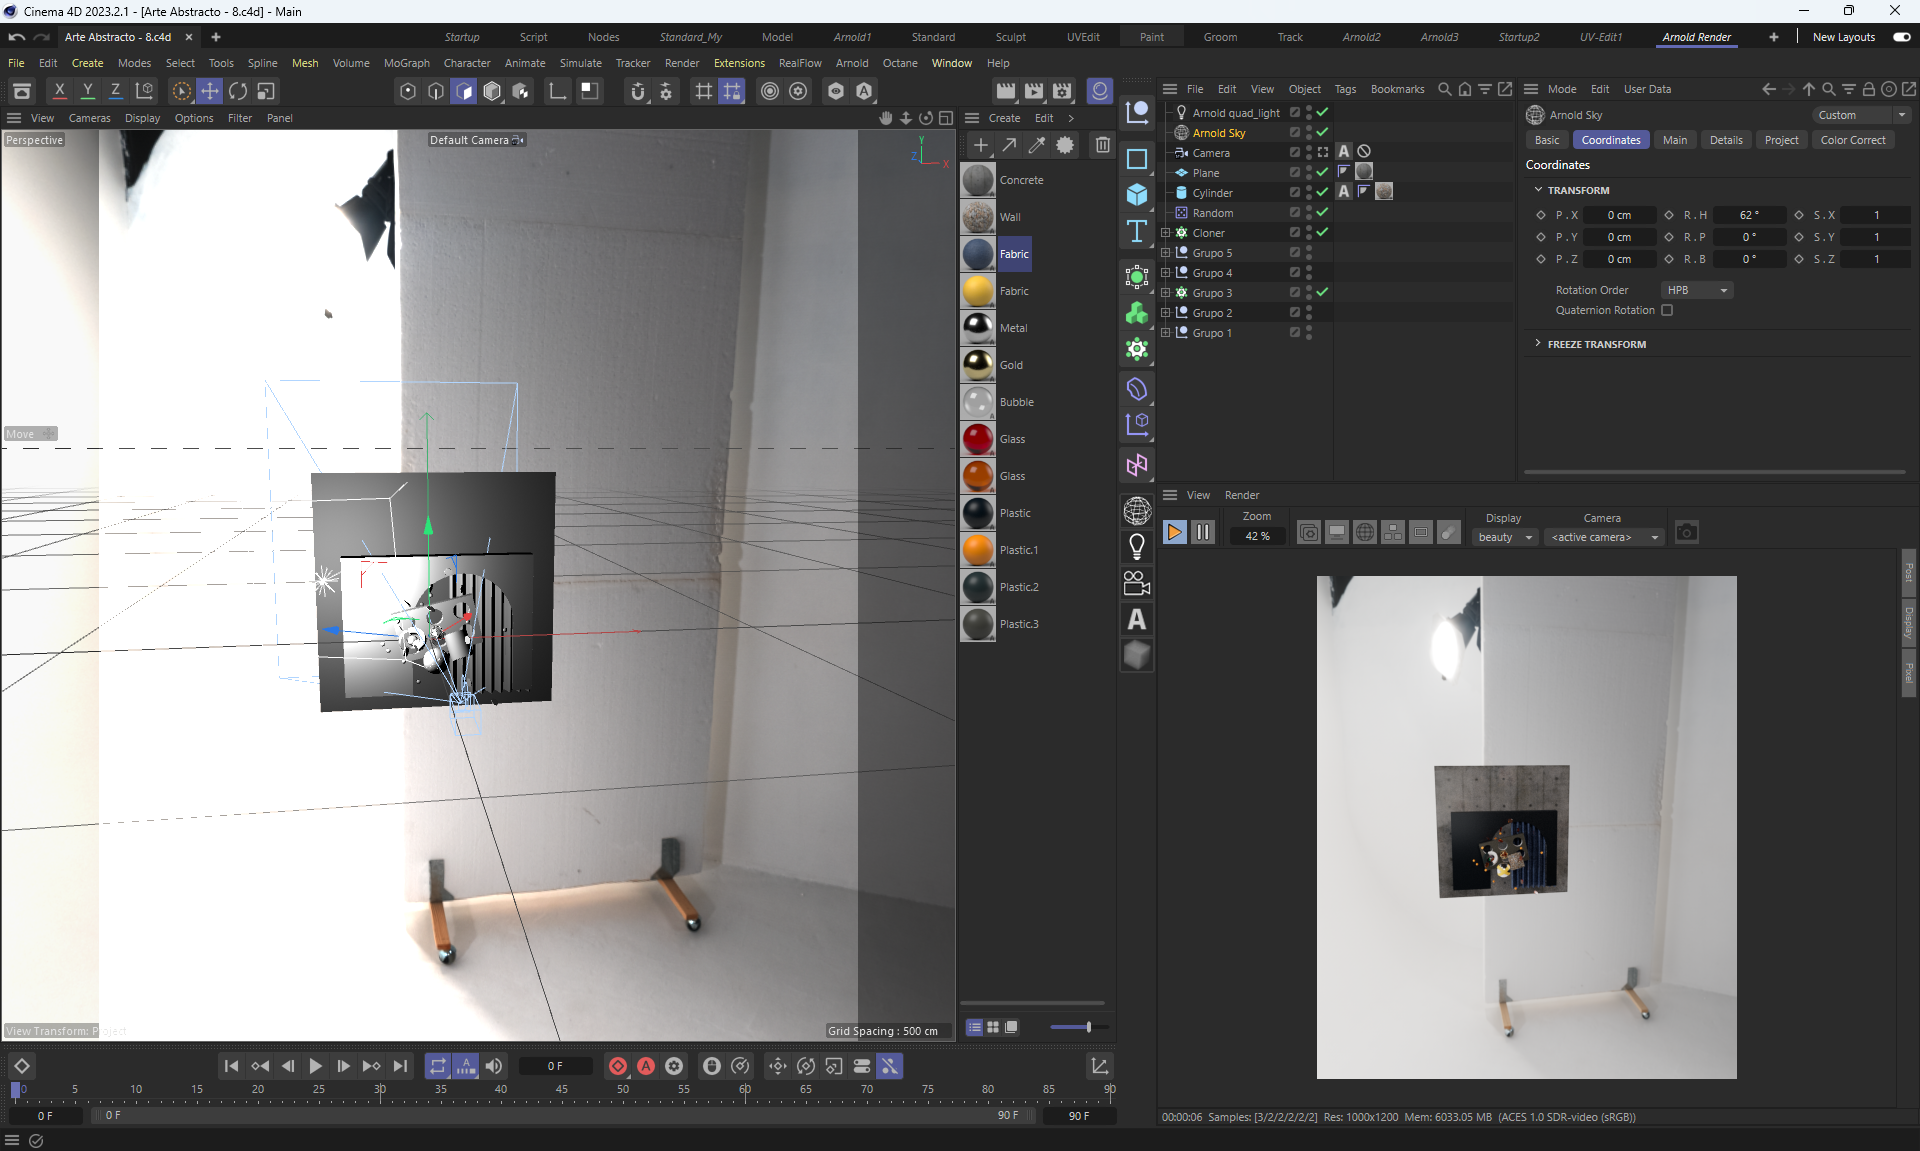 Cinema 4D 2023.2.1 - [Arte Abstracto - 8.c4d] - Main
Arte Abstracto - 8.c4d
Startup Script Nodes Standard_My Model Arnold1 Standard Sculpt UVEdit Paint Groom Track Arnold2 Arnold3 Startup2 UV-Edit1 Arnold Render New Layouts
File Edit Create Modes Select Tools Spline Mesh Volume MoGraph Character Animate Simulate Tracker Render Extensions RealFlow Arnold Octane Window Help
X Y Z
View Cameras Display Options Filter Panel
Perspective
Default Camera
Y
Z
X
Move
View Transform: Project
Grid Spacing : 500 cm
Create Edit
Concrete
Wall
Fabric
Fabric
Metal
Gold
Bubble
Glass
Glass
Plastic
Plastic.1
Plastic.2
Plastic.3
File Edit View Object Tags Bookmarks
Arnold quad_light
Arnold Sky
Camera
Plane
Cylinder
Random
Cloner
Grupo 5
Grupo 4
Grupo 3
Grupo 2
Grupo 1
Mode Edit User Data
Arnold Sky Custom
Basic Coordinates Main Details Project Color Correct
Coordinates
TRANSFORM
P . X 0 cm R . H 62 ° S . X 1
P . Y 0 cm R . P 0 ° S . Y 1
P . Z 0 cm R . B 0 ° S . Z 1
Rotation Order HPB
Quaternion Rotation
FREEZE TRANSFORM
View Render
Zoom Display Camera
42 % beauty <active camera>
Post
Display
Pixel
00:00:06 Samples: [3/2/2/2/2/2] Res: 1000x1200 Mem: 6033.05 MB (ACES 1.0 SDR-video (sRGB))
0 F
0 5 10 15 20 25 30 35 40 45 50 55 60 65 70 75 80 85 90
0 F 0 F 90 F 90 F